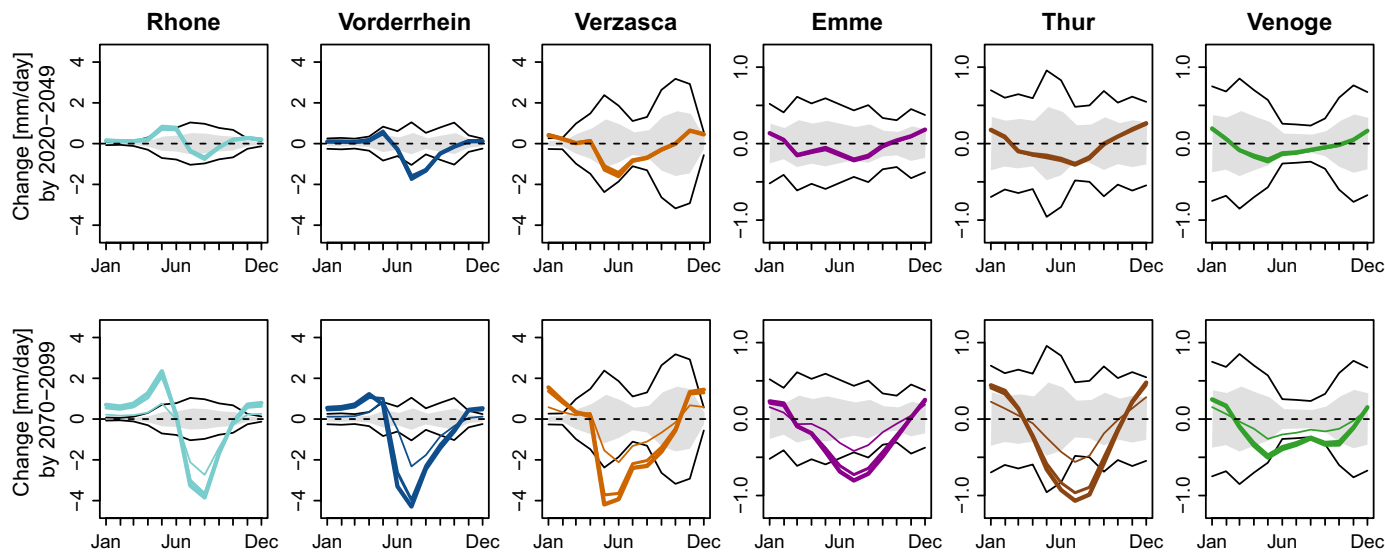 Rhone Vorderrhein Verzasca Emme Thur Venoge
Change [mm/day]
by 2020−2049
4 4 4 1.0 1.0 1.0
2 2 2
0 0 0 0.0 0.0 0.0
−2 −2 −2
−4 −4 −4 −1.0 −1.0 −1.0
Jan Jun Dec Jan Jun Dec Jan Jun Dec Jan Jun Dec Jan Jun Dec Jan Jun Dec
Change [mm/day]
by 2070−2099
4 4 4 1.0 1.0 1.0
2 2 2
0 0 0 0.0 0.0 0.0
−2 −2 −2
−4 −4 −4 −1.0 −1.0 −1.0
Jan Jun Dec Jan Jun Dec Jan Jun Dec Jan Jun Dec Jan Jun Dec Jan Jun Dec